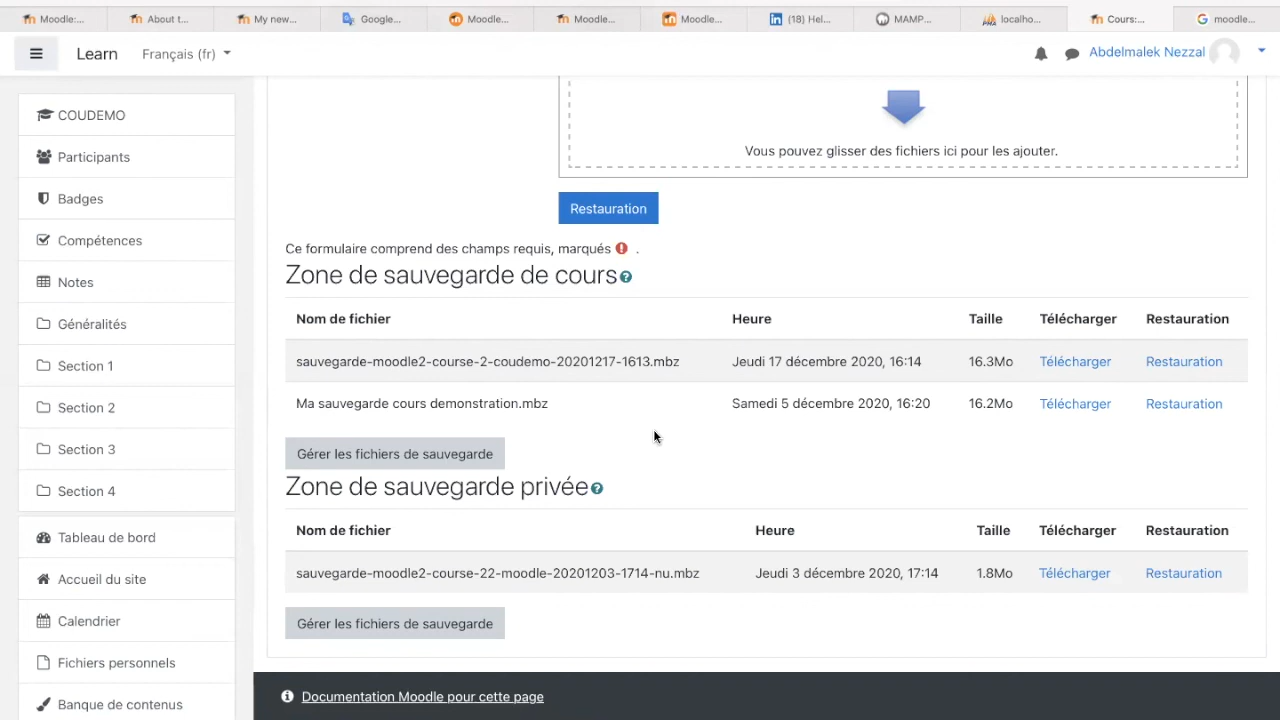 Moodle:...
About t...
My new...
Google...
Moodle...
Moodle...
Moodle...
(18) Hel...
MAMP...
localho...
Cours:...
moodle...
Learn
Français (fr)
Abdelmalek Nezzal
COUDEMO
Participants
Badges
Compétences
Notes
Généralités
Section 1
Section 2
Section 3
Section 4
Tableau de bord
Accueil du site
Calendrier
Fichiers personnels
Banque de contenus
Vous pouvez glisser des fichiers ici pour les ajouter.
Restauration
Ce formulaire comprend des champs requis, marqués .
Zone de sauvegarde de cours
Nom de fichier Heure Taille Télécharger Restauration
sauvegarde-moodle2-course-2-coudemo-20201217-1613.mbz Jeudi 17 décembre 2020, 16:14 16.3Mo Télécharger Restauration
Ma sauvegarde cours demonstration.mbz Samedi 5 décembre 2020, 16:20 16.2Mo Télécharger Restauration
Gérer les fichiers de sauvegarde
Zone de sauvegarde privée
Nom de fichier Heure Taille Télécharger Restauration
sauvegarde-moodle2-course-22-moodle-20201203-1714-nu.mbz Jeudi 3 décembre 2020, 17:14 1.8Mo Télécharger Restauration
Gérer les fichiers de sauvegarde
Documentation Moodle pour cette page